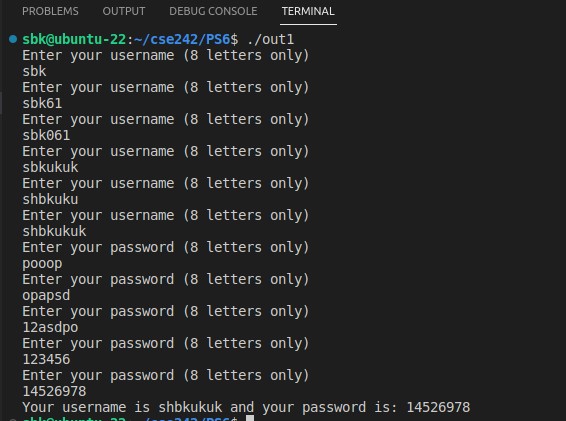 PROBLEMS OUTPUT DEBUG CONSOLE TERMINAL
sbk@ubuntu-22:~/cse242/PS6$ ./out1
Enter your username (8 letters only)
sbk
Enter your username (8 letters only)
sbk61
Enter your username (8 letters only)
sbk061
Enter your username (8 letters only)
sbkukuk
Enter your username (8 letters only)
shbkuku
Enter your username (8 letters only)
shbkukuk
Enter your password (8 letters only)
pooop
Enter your password (8 letters only)
opapsd
Enter your password (8 letters only)
12asdpo
Enter your password (8 letters only)
123456
Enter your password (8 letters only)
14526978
Your username is shbkukuk and your password is: 14526978
sbk@ubuntu-22:~/cse242/PS6$